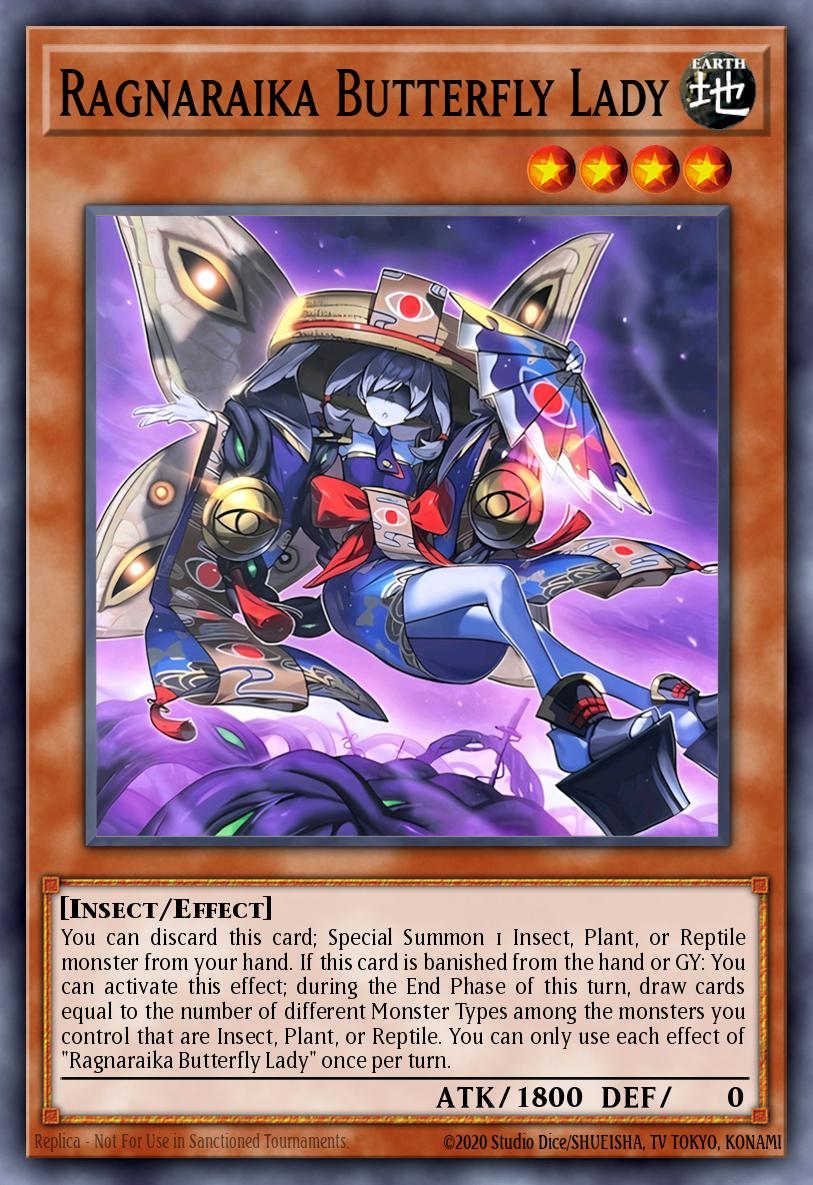 Ragnaraika Butterfly Lady
EARTH
地
[Insect/Effect]
You can discard this card; Special Summon 1 Insect, Plant, or Reptile
monster from your hand. If this card is banished from the hand or GY: You
can activate this effect; during the End Phase of this turn, draw cards
equal to the number of different Monster Types among the monsters you
control that are Insect, Plant, or Reptile. You can only use each effect of
"Ragnaraika Butterfly Lady" once per turn.
ATK/1800 DEF/ 0
Replica - Not For Use in Sanctioned Tournaments.
©2020 Studio Dice/SHUEISHA, TV TOKYO, KONAMI